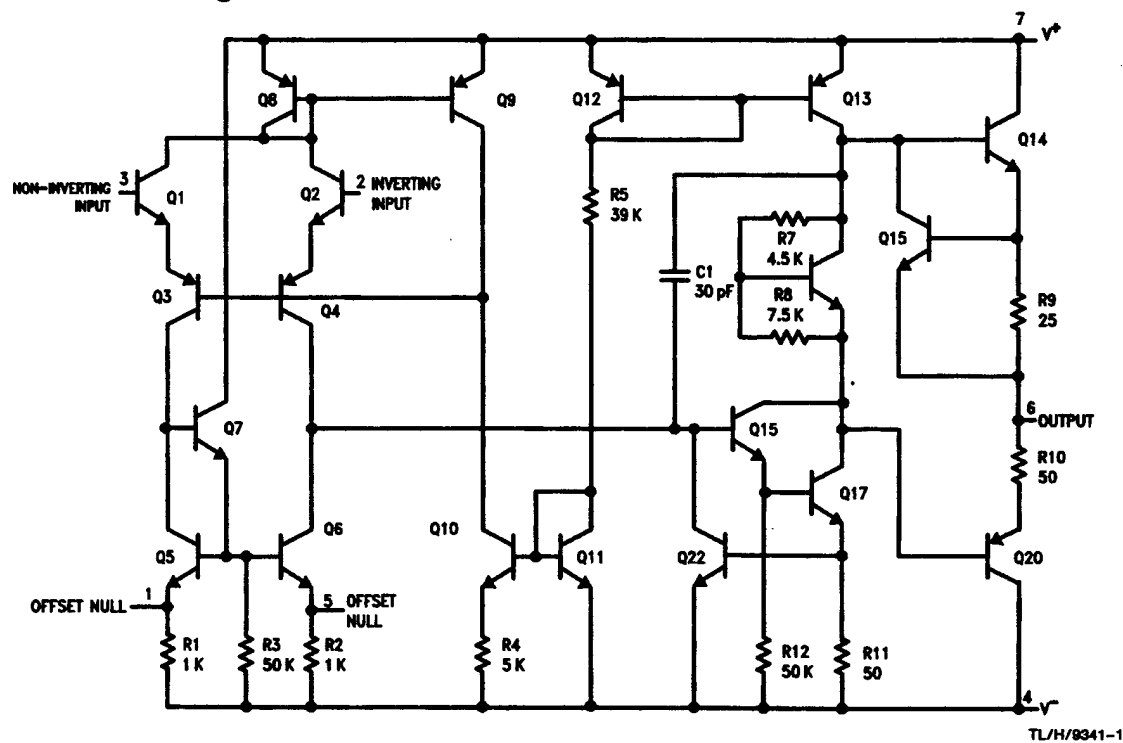 7
V+
Q8
Q9
Q12
Q13
Q14
NON-INVERTING
INPUT
3
Q1
Q2
2 INVERTING
INPUT
R5
39 K
R7
4.5 K
Q15
Q3
Q4
C1
30 pF
R8
7.5 K
R9
25
Q7
Q15
6
OUTPUT
R10
50
Q5
Q6
Q10
Q11
Q22
Q17
Q20
OFFSET NULL
1
5
OFFSET
NULL
R1
1 K
R3
50 K
R2
1 K
R4
5 K
R12
50 K
R11
50
4
V-
TL/H/9341-1